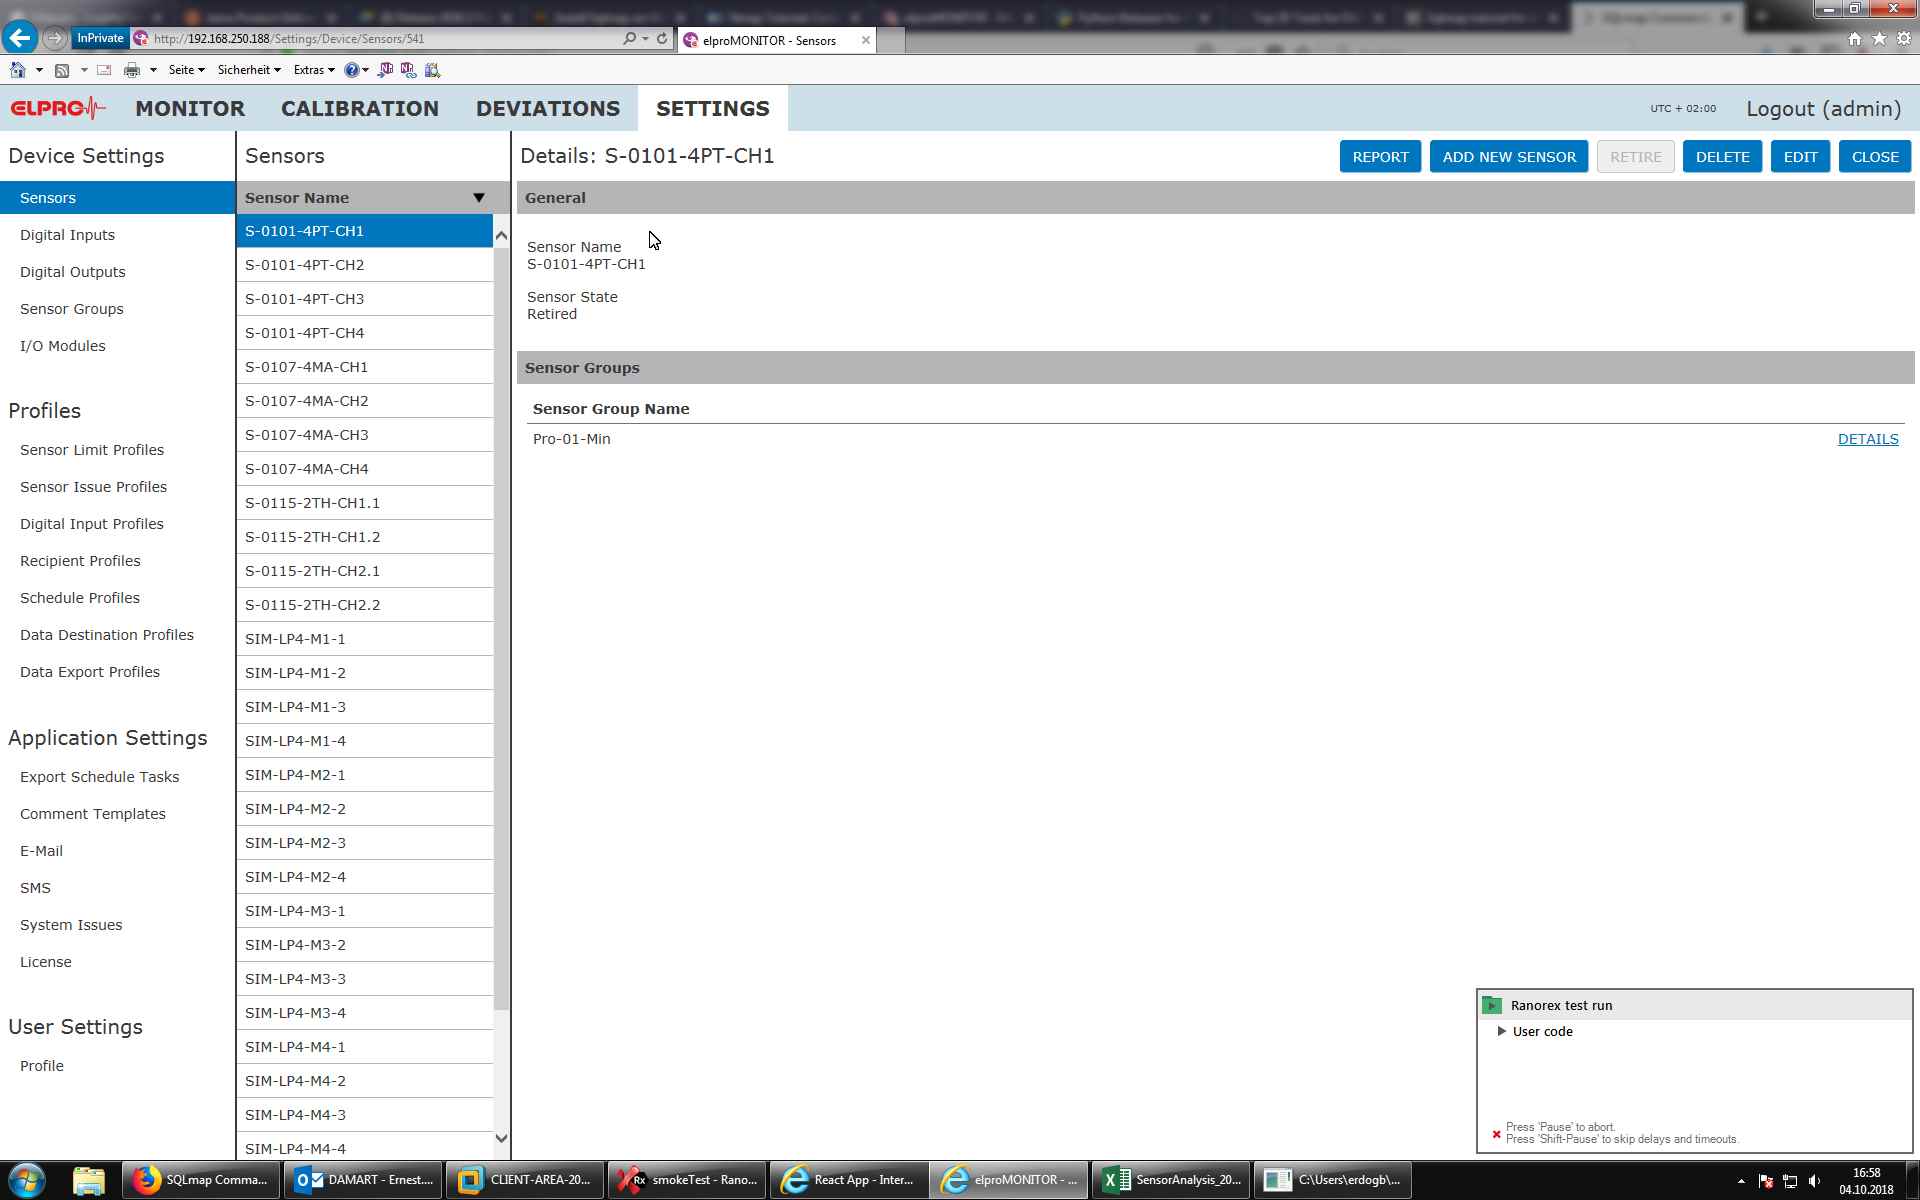 InPrivate
http://192.168.250.188/Settings/Device/Sensors/541
elproMONITOR - Sensors
Seite
Sicherheit
Extras
ELPRO
MONITOR
CALIBRATION
DEVIATIONS
SETTINGS
UTC + 02:00
Logout (admin)
Device Settings
Sensors
Digital Inputs
Digital Outputs
Sensor Groups
I/O Modules
Profiles
Sensor Limit Profiles
Sensor Issue Profiles
Digital Input Profiles
Recipient Profiles
Schedule Profiles
Data Destination Profiles
Data Export Profiles
Application Settings
Export Schedule Tasks
Comment Templates
E-Mail
SMS
System Issues
License
User Settings
Profile
Sensors
Sensor Name
S-0101-4PT-CH1
S-0101-4PT-CH2
S-0101-4PT-CH3
S-0101-4PT-CH4
S-0107-4MA-CH1
S-0107-4MA-CH2
S-0107-4MA-CH3
S-0107-4MA-CH4
S-0115-2TH-CH1.1
S-0115-2TH-CH1.2
S-0115-2TH-CH2.1
S-0115-2TH-CH2.2
SIM-LP4-M1-1
SIM-LP4-M1-2
SIM-LP4-M1-3
SIM-LP4-M1-4
SIM-LP4-M2-1
SIM-LP4-M2-2
SIM-LP4-M2-3
SIM-LP4-M2-4
SIM-LP4-M3-1
SIM-LP4-M3-2
SIM-LP4-M3-3
SIM-LP4-M3-4
SIM-LP4-M4-1
SIM-LP4-M4-2
SIM-LP4-M4-3
SIM-LP4-M4-4
Details: S-0101-4PT-CH1
REPORT
ADD NEW SENSOR
RETIRE
DELETE
EDIT
CLOSE
General
Sensor Name
S-0101-4PT-CH1
Sensor State
Retired
Sensor Groups
Sensor Group Name
Pro-01-Min
DETAILS
Ranorex test run
User code
Press 'Pause' to abort.
Press 'Shift-Pause' to skip delays and timeouts.
SQLmap Comma...
DAMART - Ernest....
CLIENT-AREA-20...
Rx
smokeTest - Rano...
React App - Inter...
elproMONITOR - ...
SensorAnalysis_20...
C:\Users\erdogb\...
16:58
04.10.2018